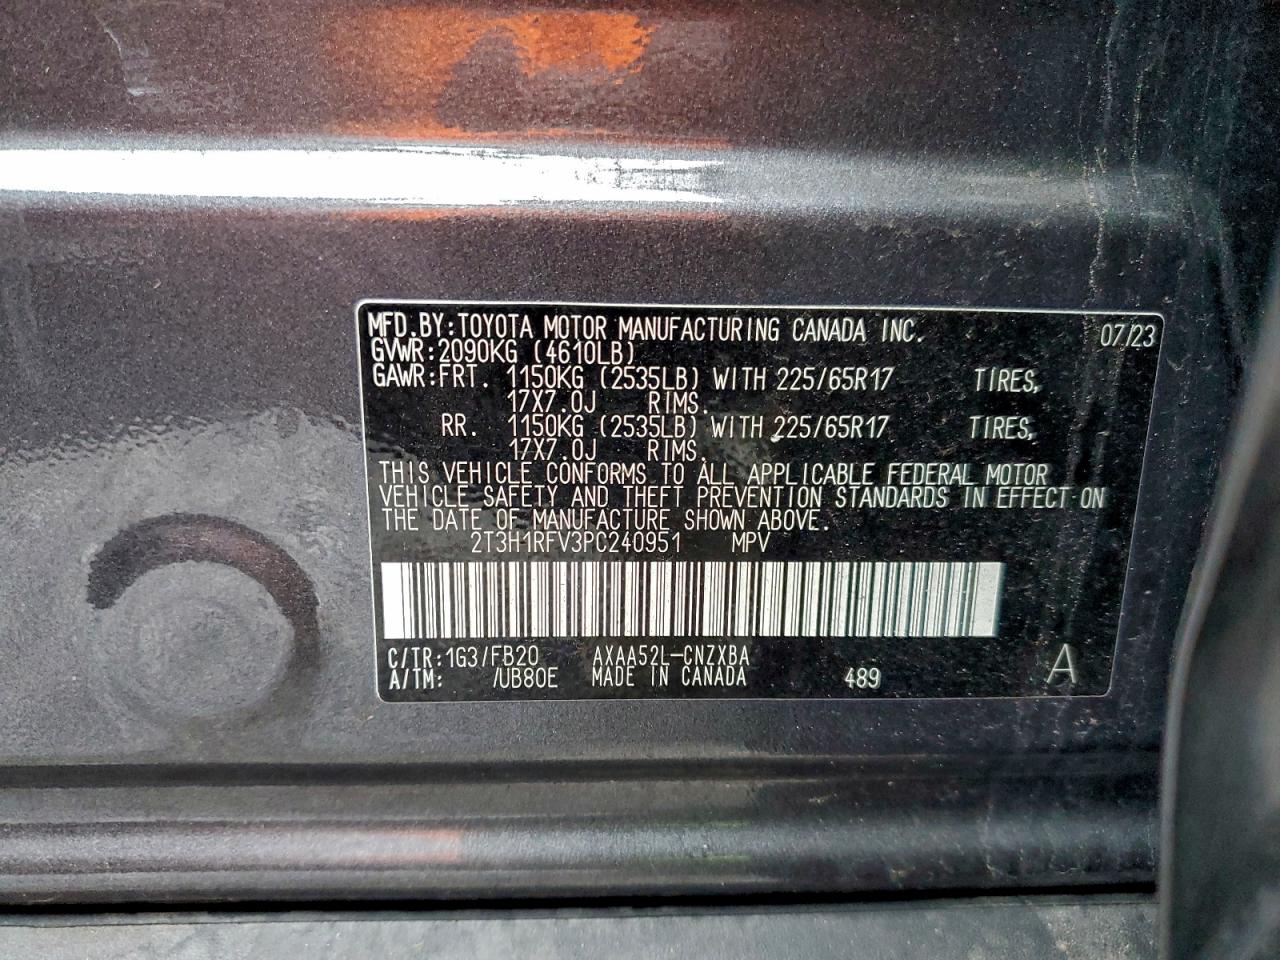 MFD.BY:TOYOTA MOTOR MANUFACTURING CANADA INC. 07/23
GVWR:2090KG (4610LB)
GAWR:FRT. 1150KG (2535LB) WITH 225/65R17 TIRES,
17X7.0J RIMS.
RR. 1150KG (2535LB) WITH 225/65R17 TIRES,
17X7.0J RIMS.
THIS VEHICLE CONFORMS TO ALL APPLICABLE FEDERAL MOTOR
VEHICLE SAFETY AND THEFT PREVENTION STANDARDS IN EFFECT ON
THE DATE OF MANUFACTURE SHOWN ABOVE.
2T3H1RFV3PC240951 MPV
C/TR:1G3/FB20 AXAA52L-CNZXBA A
A/TM: /UB80E MADE IN CANADA 489